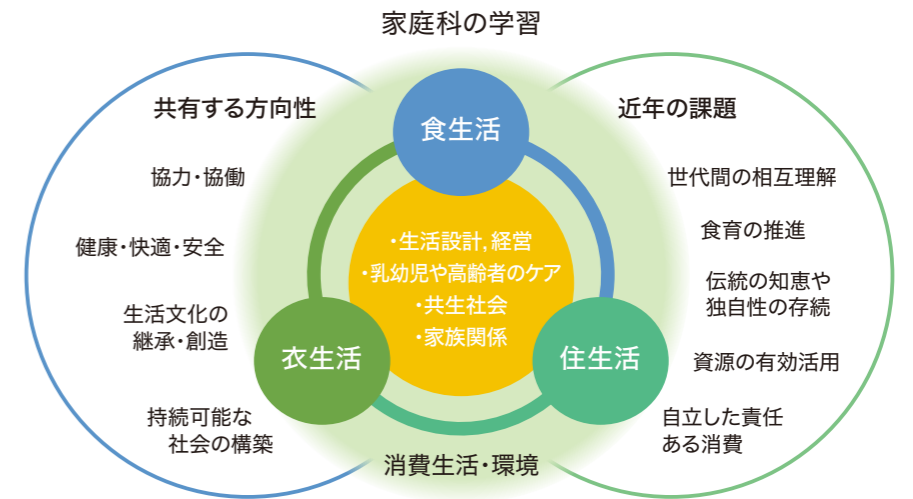 家庭科の学習
共有する方向性
協力・協働
健康・快適・安全
生活文化の
継承・創造
持続可能な
社会の構築
食生活
・生活設計，経営
・乳幼児や高齢者のケア
・共生社会
・家族関係
衣生活
住生活
消費生活・環境
近年の課題
世代間の相互理解
食育の推進
伝統の知恵や
独自性の存続
資源の有効活用
自立した責任
ある消費